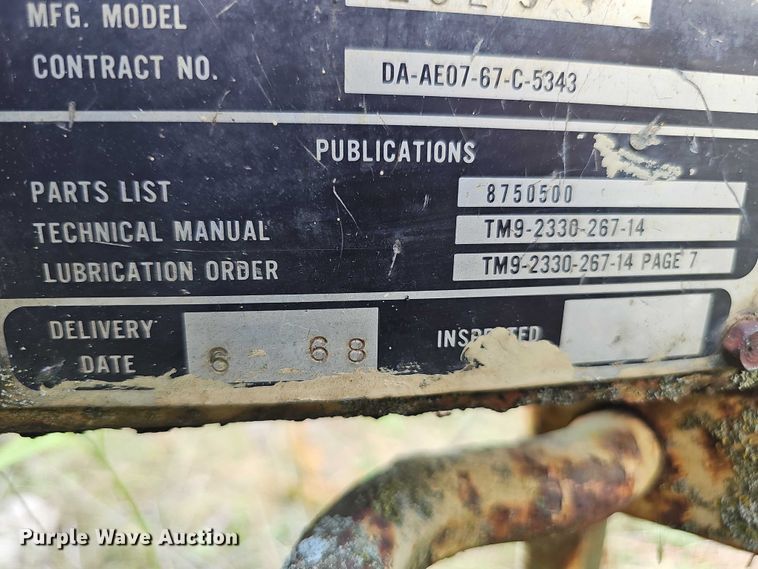 MFG. MODEL
CONTRACT NO. DA-AE07-67-C-5343
PUBLICATIONS
PARTS LIST 8750500
TECHNICAL MANUAL TM9-2330-267-14
LUBRICATION ORDER TM9-2330-267-14 PAGE 7
DELIVERY DATE 6 68
INSPECTED
Purple Wave Auction